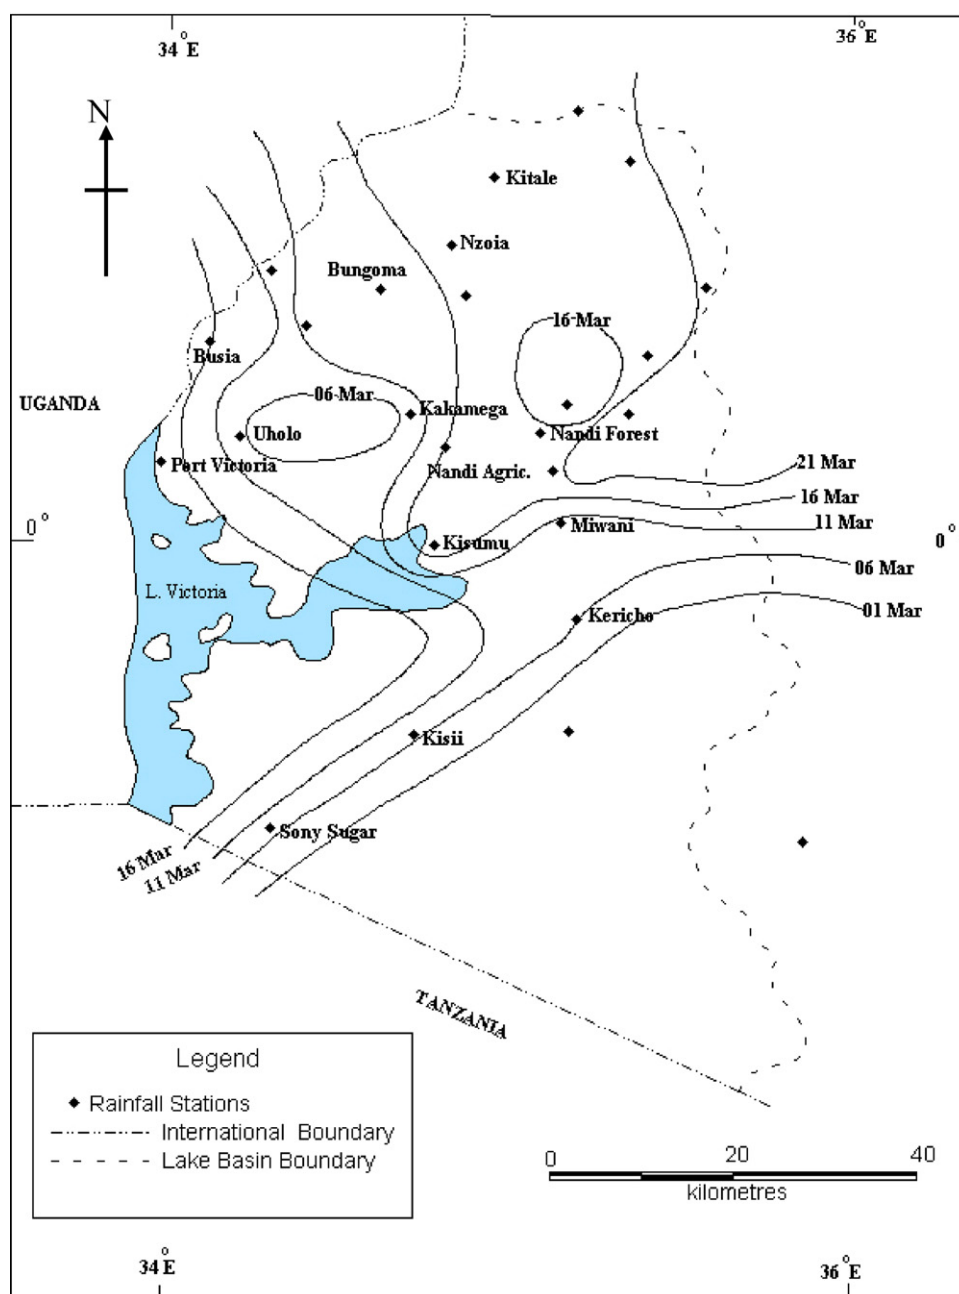 34°E
36°E
N
Kitale
Nzoia
Bungoma
16-Mar
Busia
06-Mar
UGANDA
Kakamega
Uholo
Nandi Forest
Port Victoria
Nandi Agric.
21 Mar
16 Mar
11 Mar
0°
Kisumu
Miwani
0°
06 Mar
L. Victoria
01 Mar
Kericho
Kisii
Sony Sugar
16 Mar
11 Mar
TANZANIA
Legend
Rainfall Stations
International Boundary
Lake Basin Boundary
0 20 40
kilometres
34°E
36°E